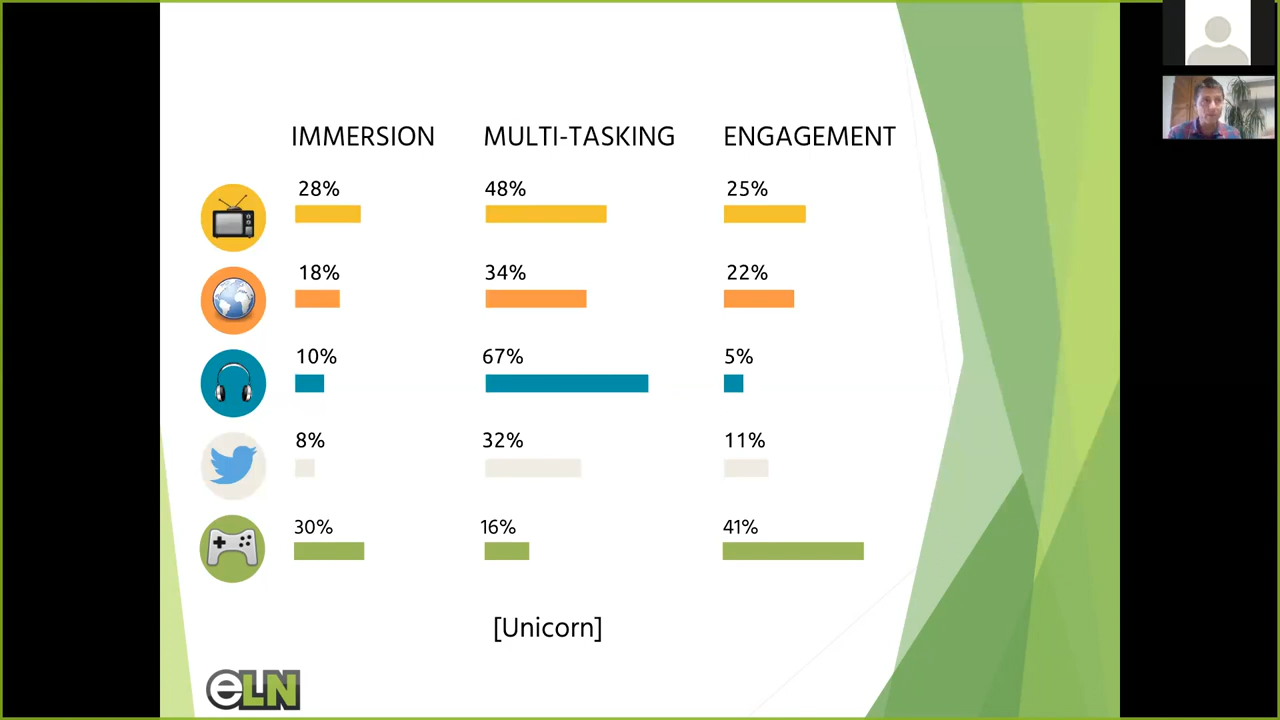 IMMERSION MULTI-TASKING ENGAGEMENT
28% 48% 25%
18% 34% 22%
10% 67% 5%
8% 32% 11%
30% 16% 41%
[Unicorn]
eLN